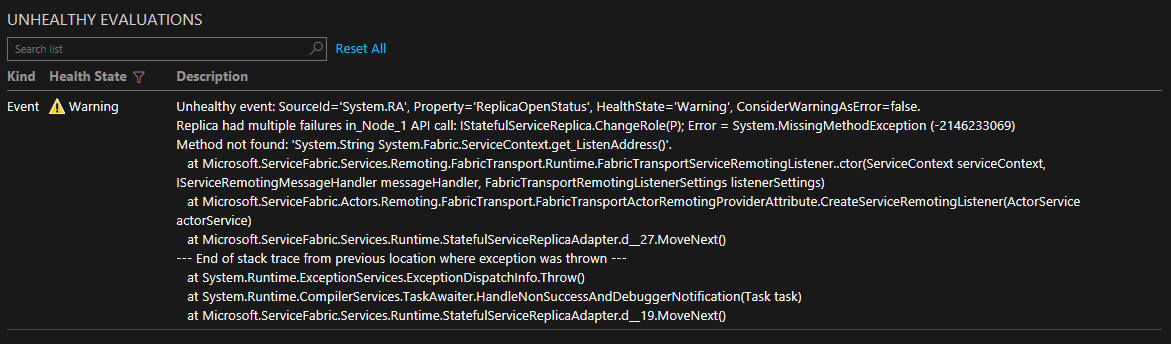 UNHEALTHY EVALUATIONS
Search list
Reset All
Kind Health State Description
Event Warning Unhealthy event: SourceId='System.RA', Property='ReplicaOpenStatus', HealthState='Warning', ConsiderWarningAsError=false.
Replica had multiple failures in_Node_1 API call: IStatefulServiceReplica.ChangeRole(P); Error = System.MissingMethodException (-2146233069)
Method not found: 'System.String System.Fabric.ServiceContext.get_ListenAddress()'.
at Microsoft.ServiceFabric.Services.Remoting.FabricTransport.Runtime.FabricTransportServiceRemotingListener..ctor(ServiceContext serviceContext,
IServiceRemotingMessageHandler messageHandler, FabricTransportRemotingListenerSettings listenerSettings)
at Microsoft.ServiceFabric.Actors.Remoting.FabricTransport.FabricTransportActorRemotingProviderAttribute.CreateServiceRemotingListener(ActorService
actorService)
at Microsoft.ServiceFabric.Services.Runtime.StatefulServiceReplicaAdapter.d__27.MoveNext()
--- End of stack trace from previous location where exception was thrown ---
at System.Runtime.ExceptionServices.ExceptionDispatchInfo.Throw()
at System.Runtime.CompilerServices.TaskAwaiter.HandleNonSuccessAndDebuggerNotification(Task task)
at Microsoft.ServiceFabric.Services.Runtime.StatefulServiceReplicaAdapter.d__19.MoveNext()